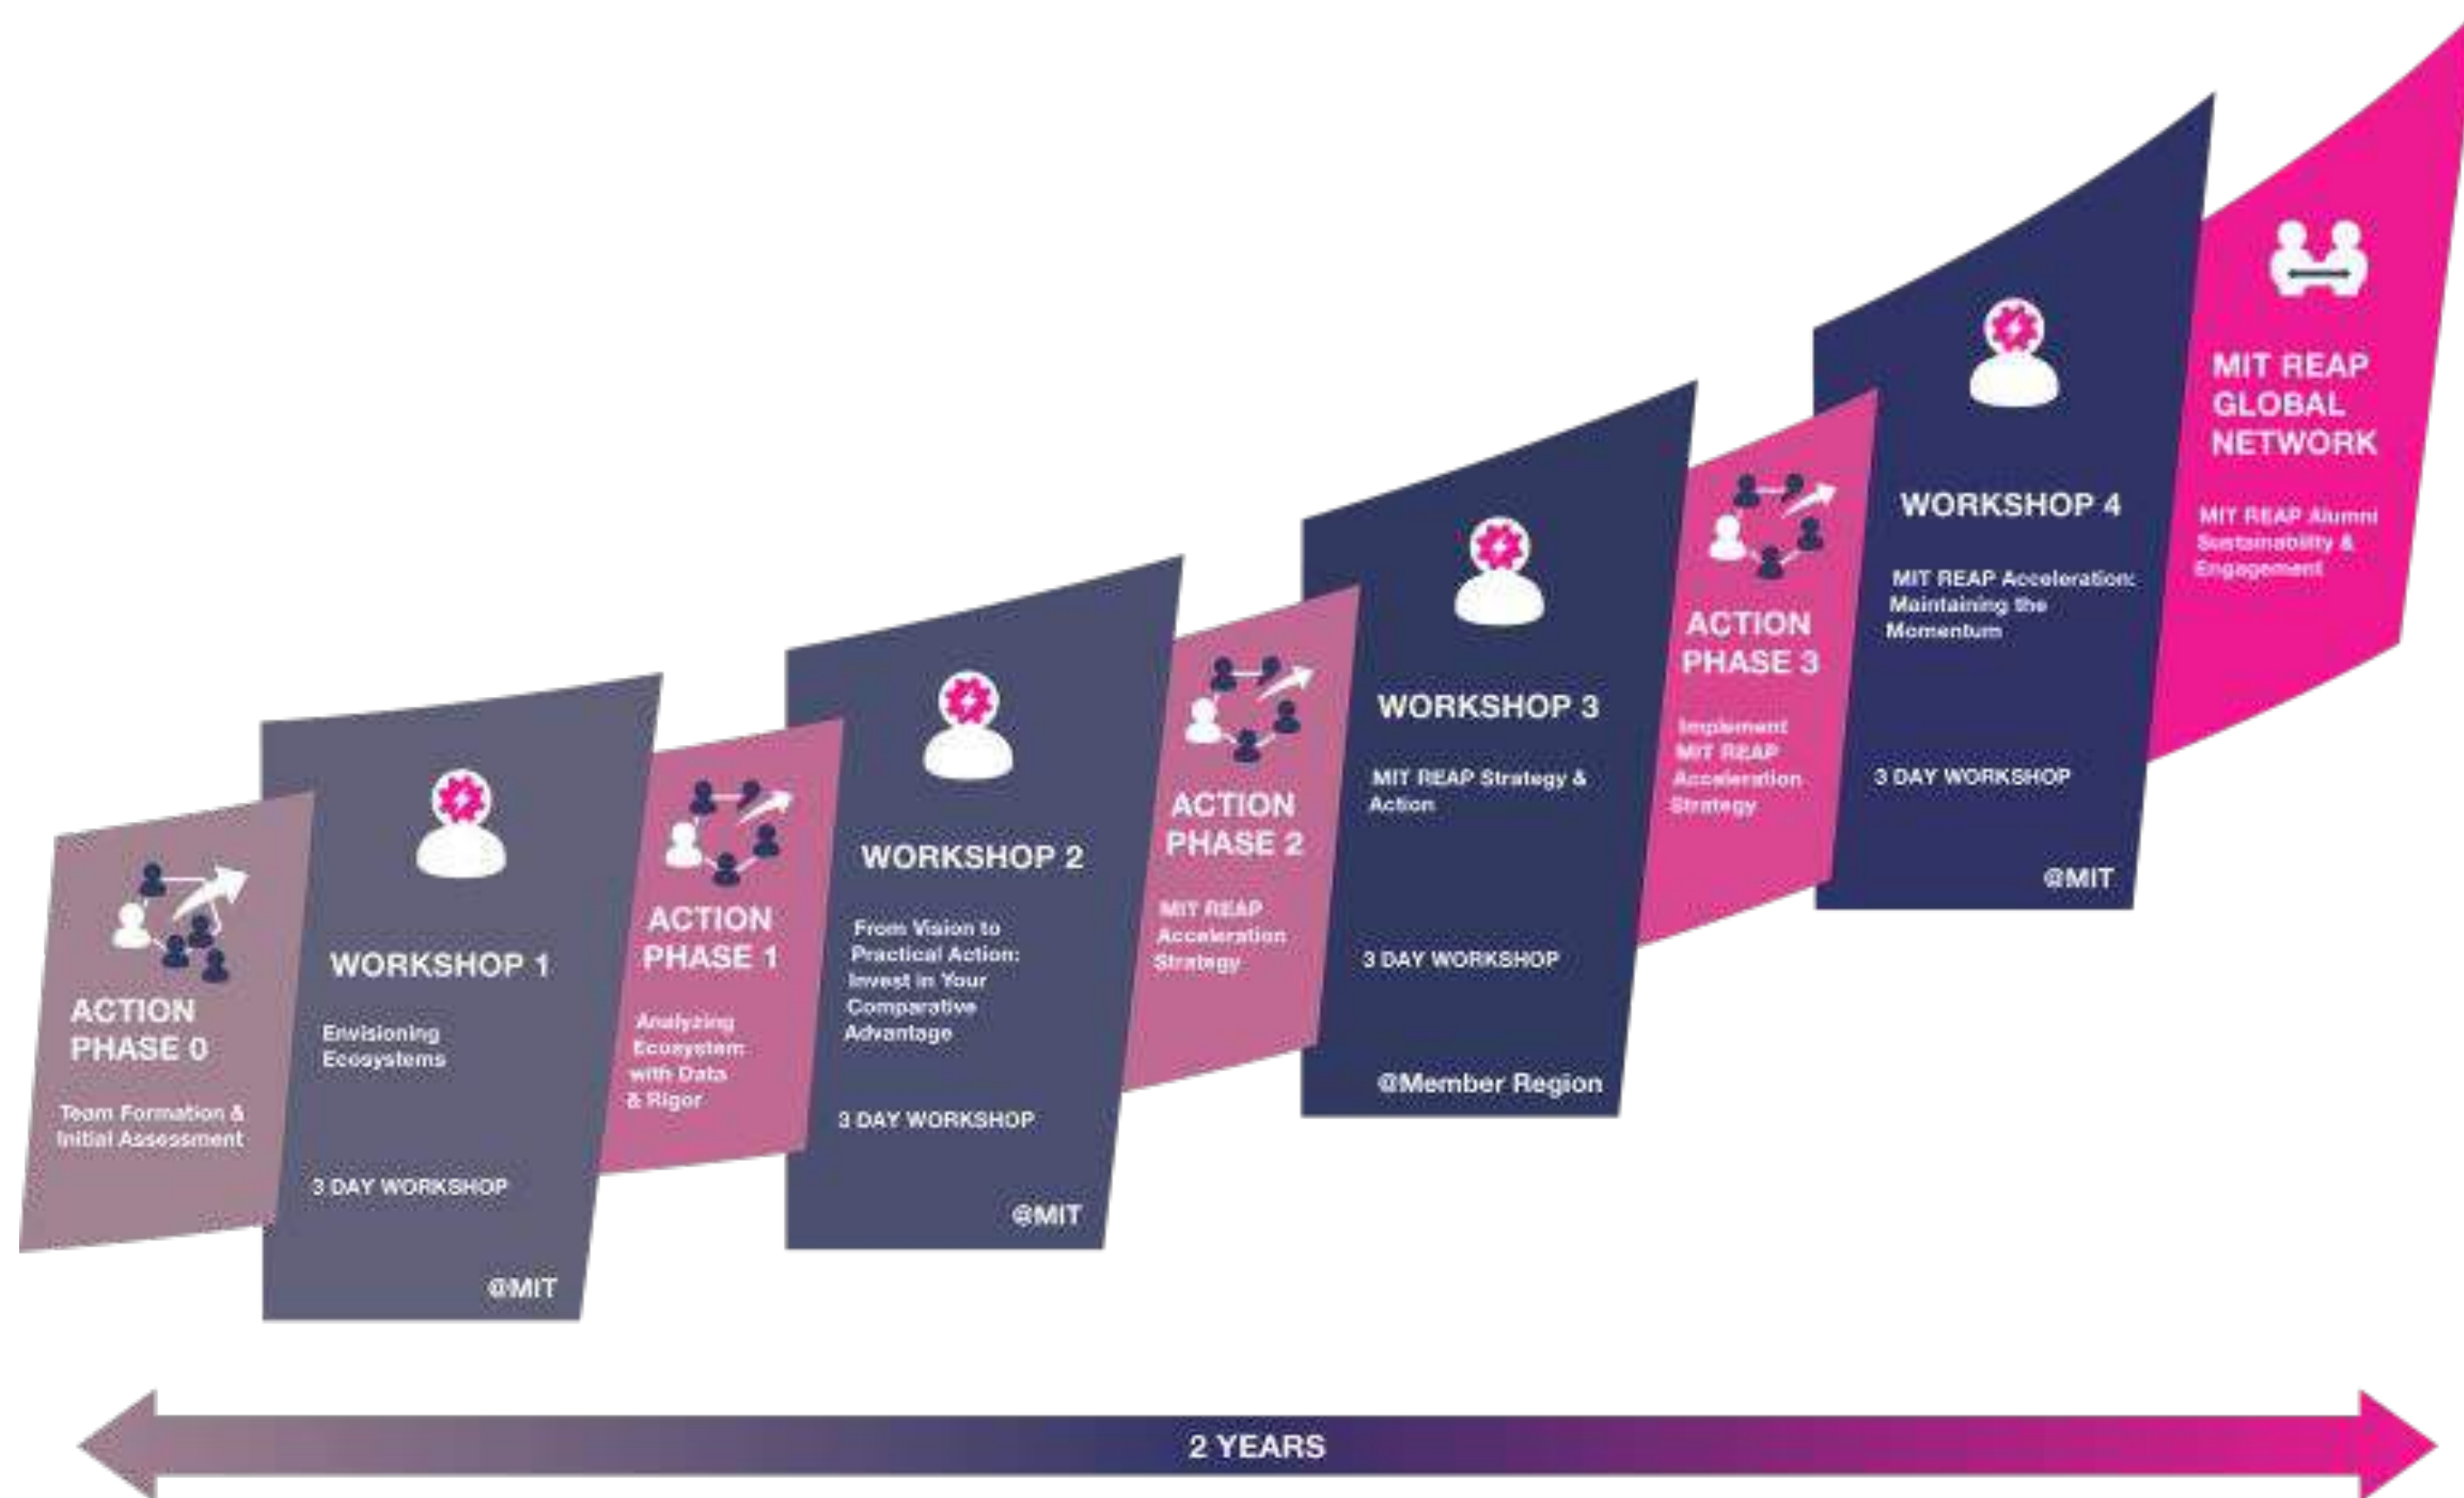 ACTION
PHASE 0
Team Formation &
Initial Assessment
WORKSHOP 1
Envisioning
Ecosystems
3 DAY WORKSHOP
@MIT
ACTION
PHASE 1
Analyzing
Ecosystem
with Data
& Rigor
WORKSHOP 2
From Vision to
Practical Action:
Invest in Your
Comparative
Advantage
3 DAY WORKSHOP
@MIT
ACTION
PHASE 2
MIT REAP
Acceleration
Strategy
WORKSHOP 3
MIT REAP Strategy &
Action
3 DAY WORKSHOP
@Member Region
ACTION
PHASE 3
Implement
MIT REAP
Acceleration
Strategy
WORKSHOP 4
MIT REAP Acceleration:
Maintaining the
Momentum
3 DAY WORKSHOP
@MIT
MIT REAP
GLOBAL
NETWORK
MIT REAP Alumni
Sustainability &
Engagement
2 YEARS